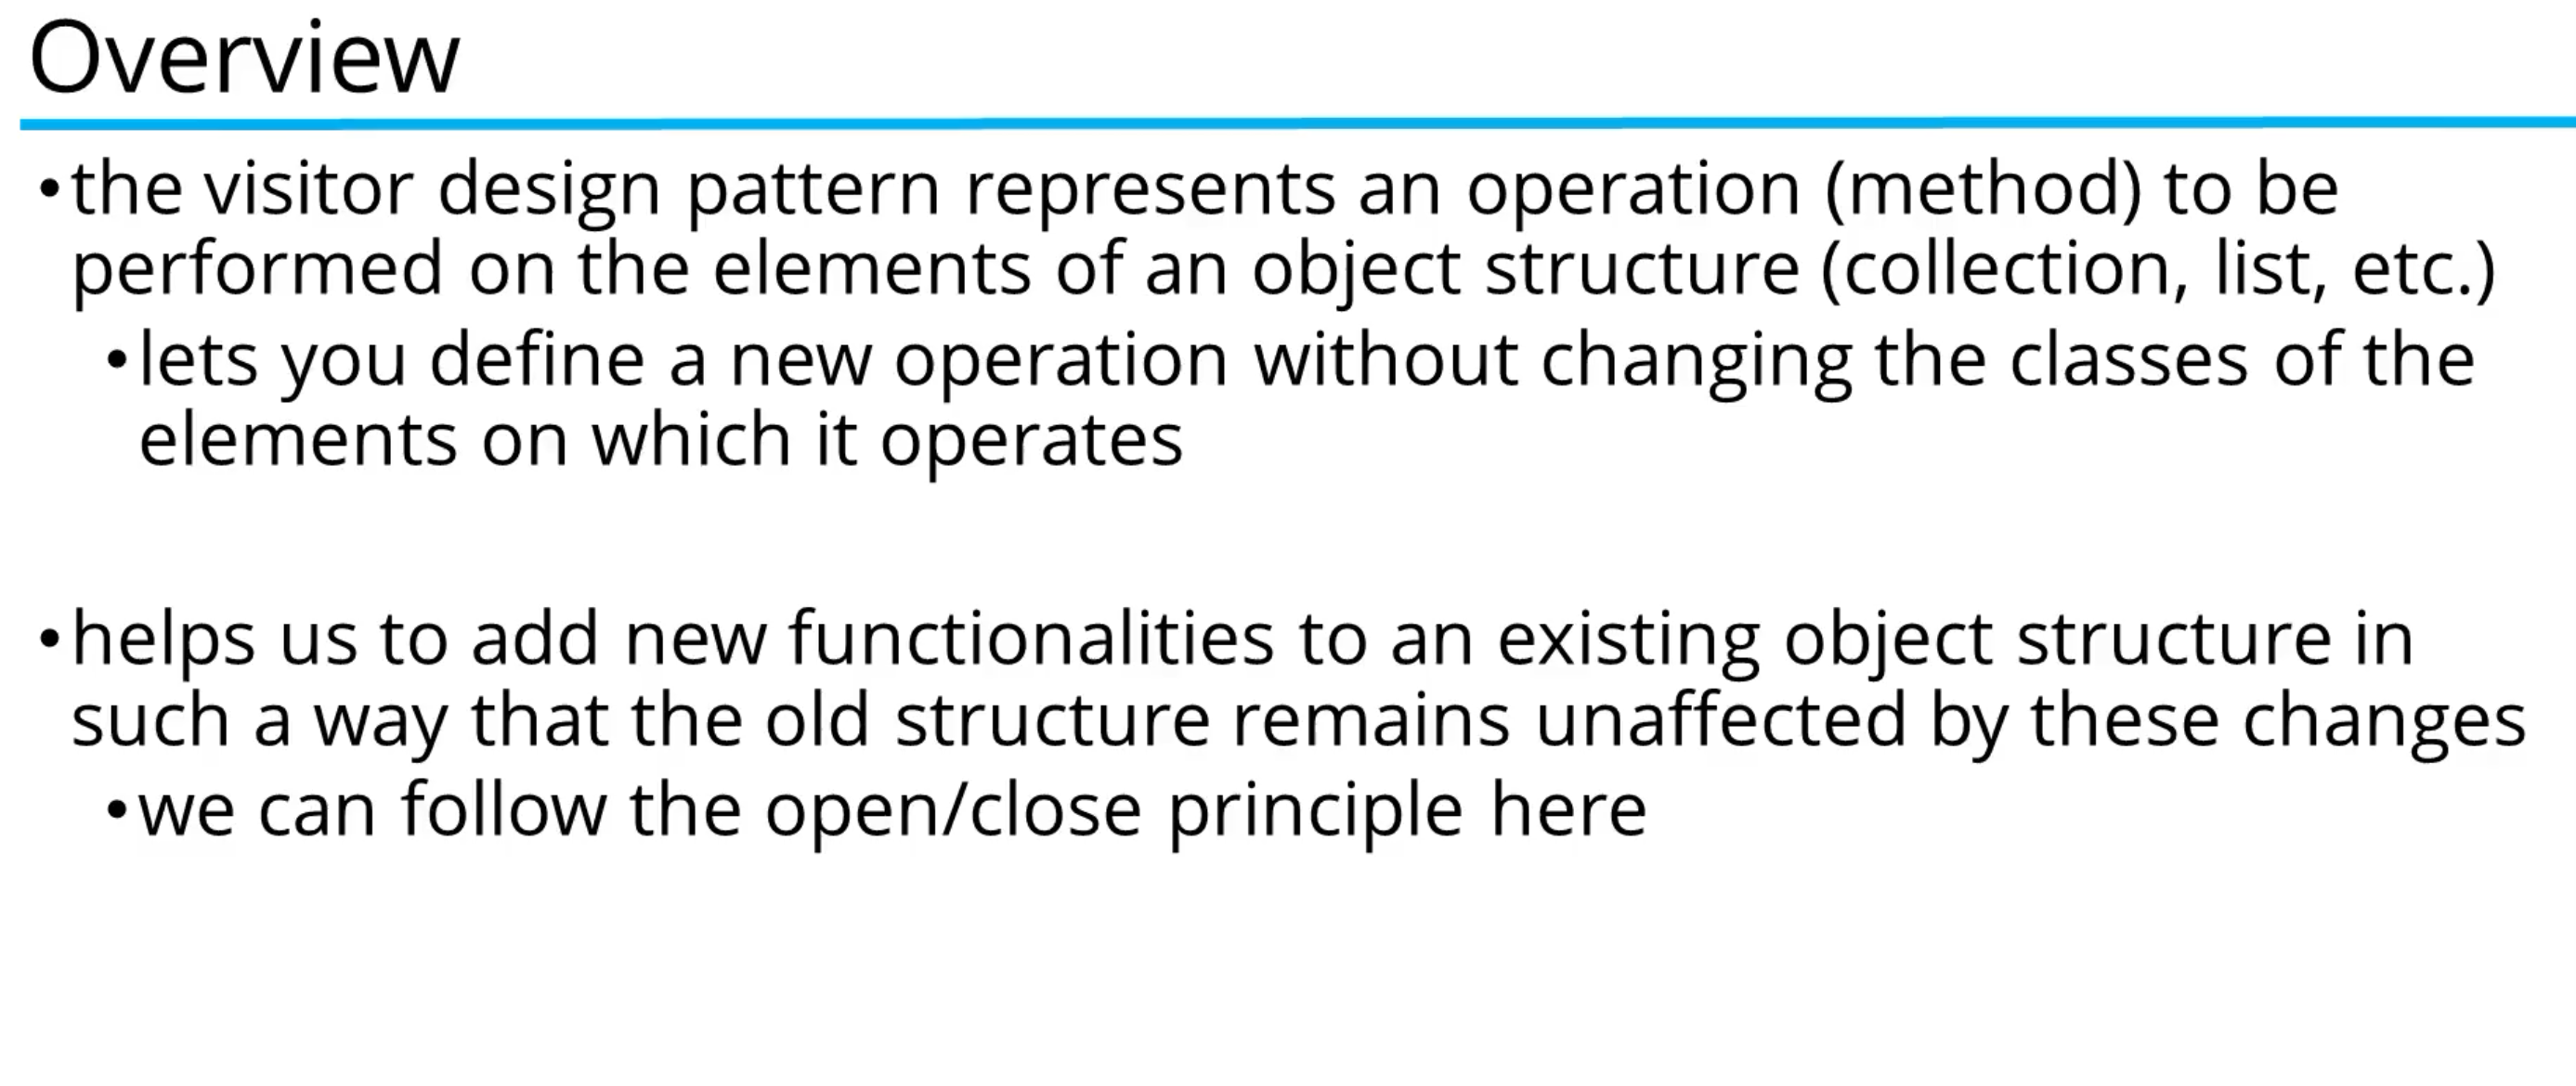 Overview
•the visitor design pattern represents an operation (method) to be
performed on the elements of an object structure (collection, list, etc.)
•lets you define a new operation without changing the classes of the
elements on which it operates
•helps us to add new functionalities to an existing object structure in
such a way that the old structure remains unaffected by these changes
•we can follow the open/close principle here